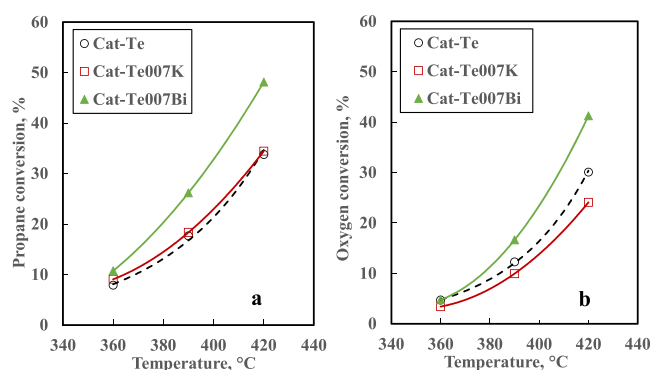 60
50
40
30
20
10
0
Propane conversion, %
Cat-Te
Cat-Te007K
Cat-Te007Bi
a
340 360 380 400 420 440
Temperature, °C
60
50
40
30
20
10
0
Oxygen conversion, %
Cat-Te
Cat-Te007K
Cat-Te007Bi
b
340 360 380 400 420 440
Temperature, °C